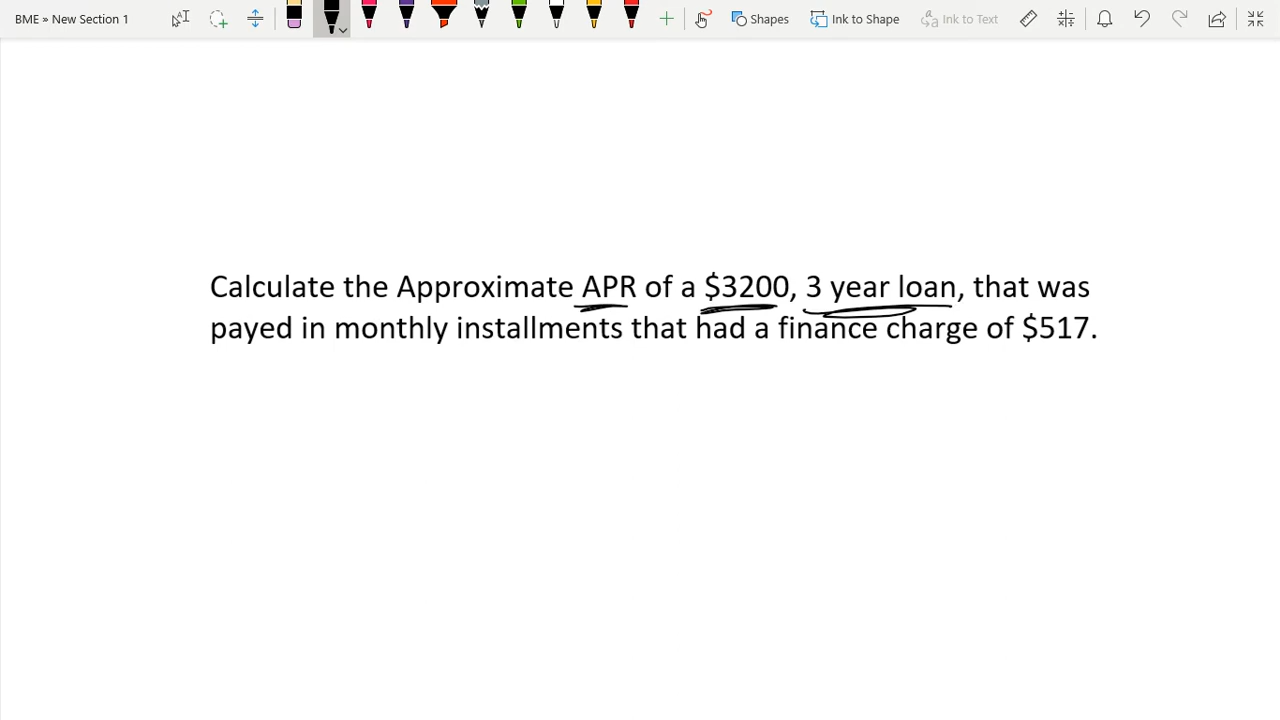 BME » New Section 1 Shapes Ink to Shape Ink to Text
Calculate the Approximate APR of a $3200, 3 year loan, that was
payed in monthly installments that had a finance charge of $517.